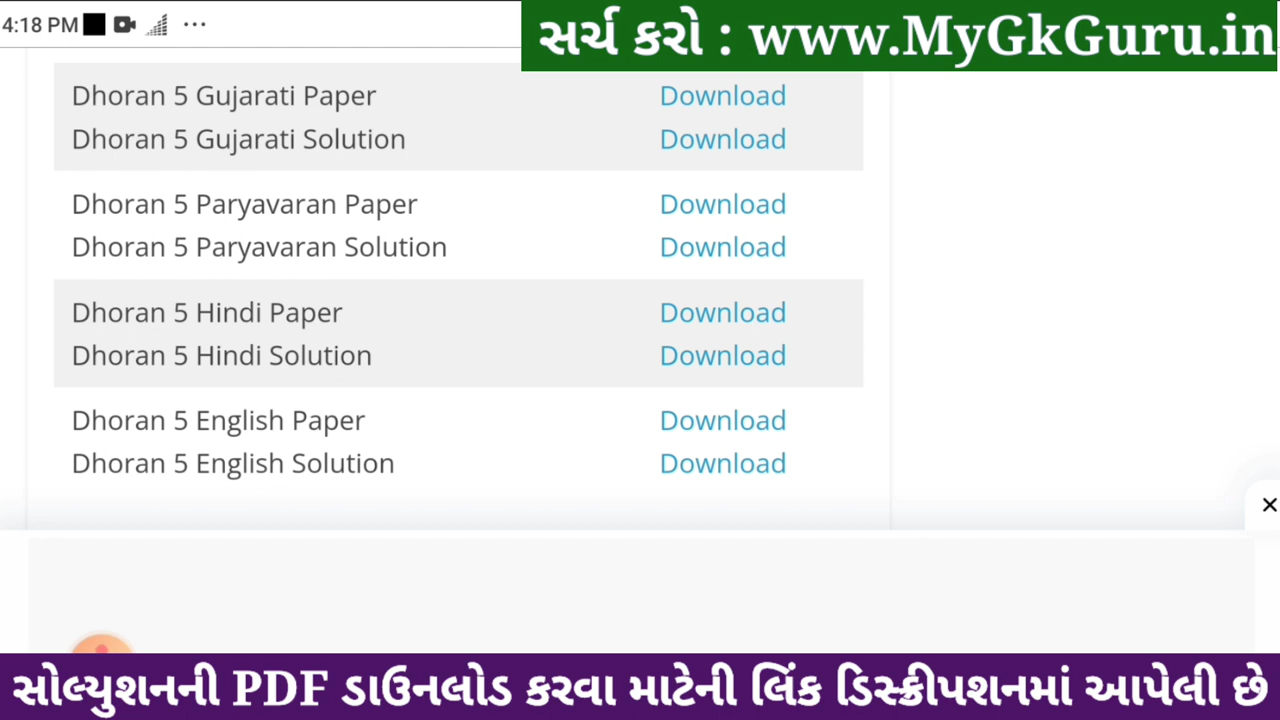 4:18 PM
સર્ચ કરો : www.MyGkGuru.in
Dhoran 5 Gujarati Paper Download
Dhoran 5 Gujarati Solution Download
Dhoran 5 Paryavaran Paper Download
Dhoran 5 Paryavaran Solution Download
Dhoran 5 Hindi Paper Download
Dhoran 5 Hindi Solution Download
Dhoran 5 English Paper Download
Dhoran 5 English Solution Download
સોલ્યુશનની PDF ડાઉનલોડ કરવા માટેની લિંક ડિસ્ક્રીપશનમાં આપેલી છે